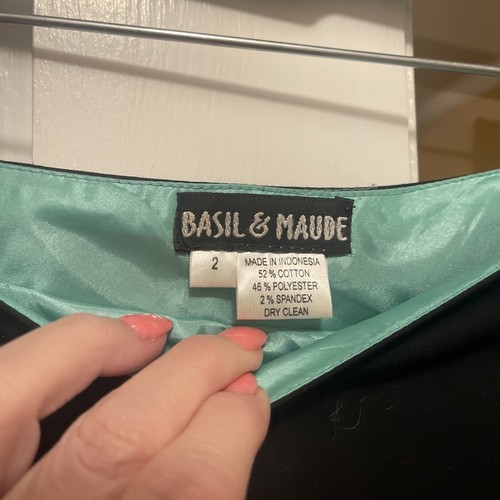 BASIL & MAUDE
2
MADE IN INDONESIA
52 % COTTON
46 % POLYESTER
2 % SPANDEX
DRY CLEAN